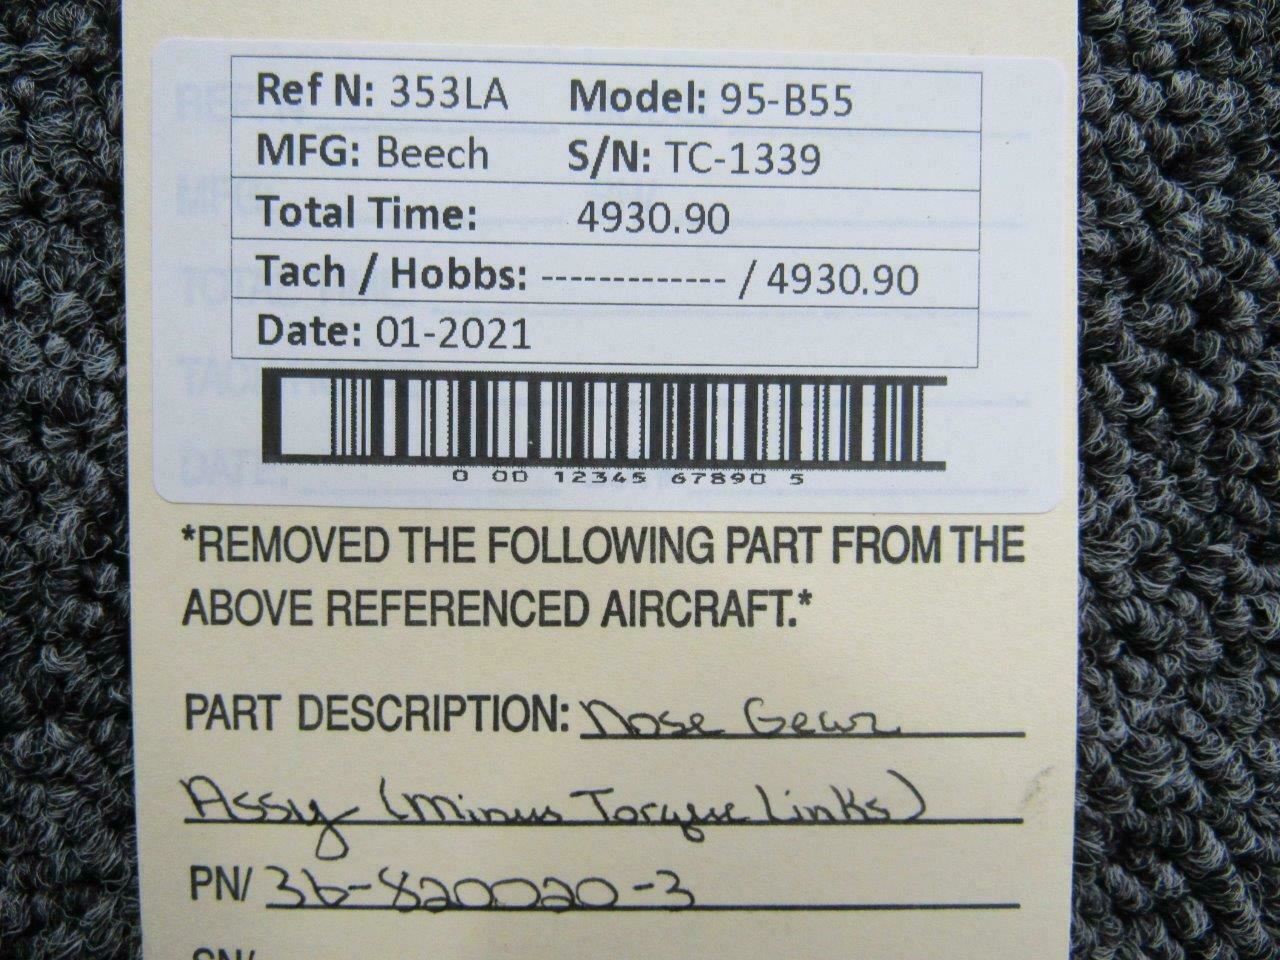 Ref N: 353LA Model: 95-B55
MFG: Beech S/N: TC-1339
Total Time: 4930.90
Tach / Hobbs: ------------- / 4930.90
Date: 01-2021
0 00 12345 67890 5
*REMOVED THE FOLLOWING PART FROM THE
ABOVE REFERENCED AIRCRAFT.*
PART DESCRIPTION: Nose Gear
Assy (Minus Torque Links)
PN/ 36-820020-3
SN/